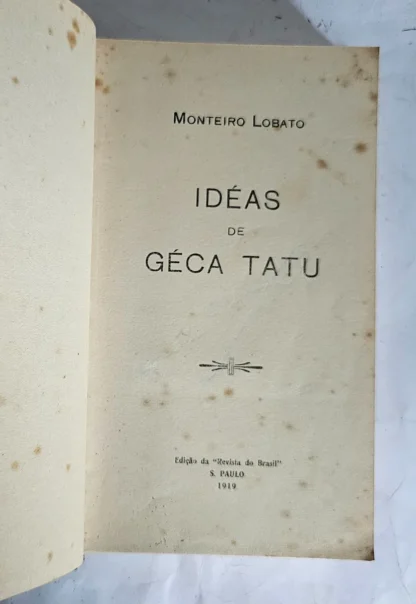 MONTEIRO LOBATO
IDÉAS
DE
GÉCA TATU
Edição da "Revista do Brasil"
S. PAULO
1919